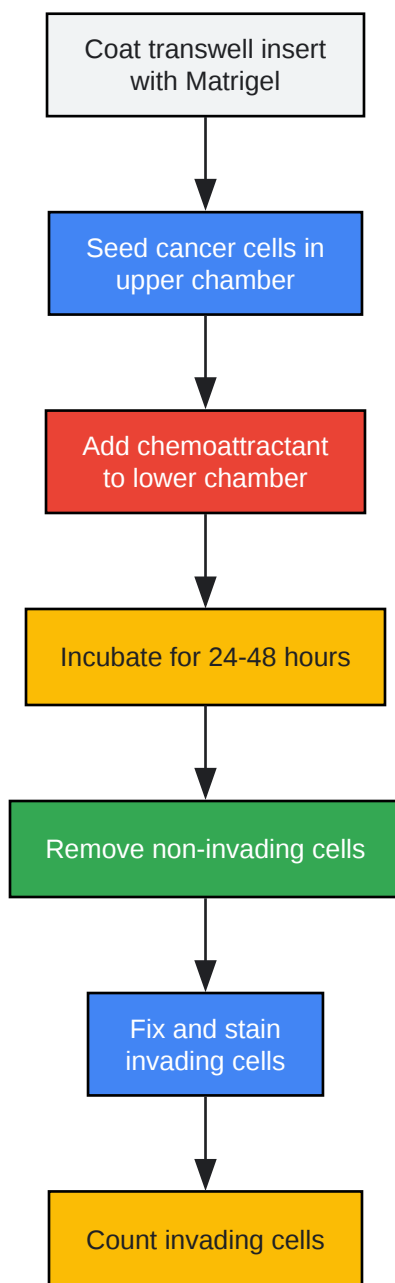 Coat transwell insert
with Matrigel
Seed cancer cells in
upper chamber
Add chemoattractant
to lower chamber
Incubate for 24-48 hours
Remove non-invading cells
Fix and stain
invading cells
Count invading cells